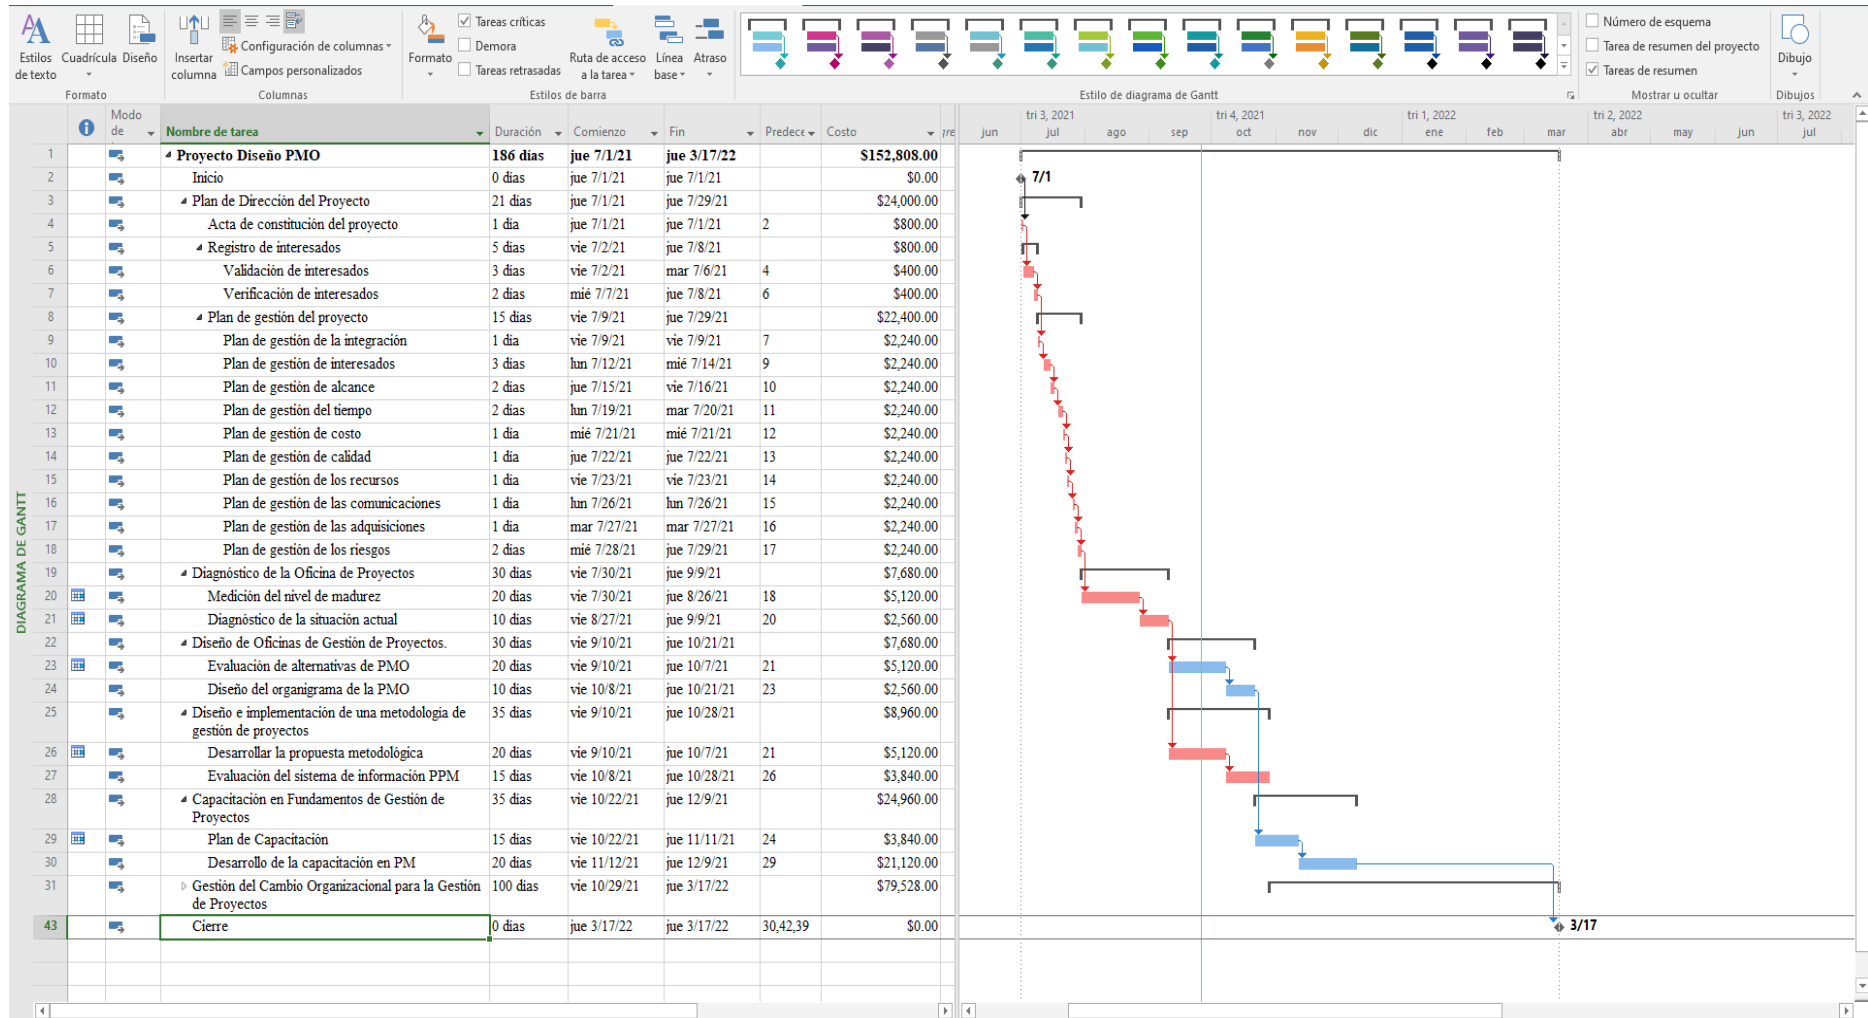 Estilos de texto
Cuadrícula
Diseño
Formato
Insertar columna
Configuración de columnas
Campos personalizados
Columnas
Formato
Tareas críticas
Demora
Tareas retrasadas
Ruta de acceso a la tarea
Línea base
Atraso
Estilos de barra
Estilo de diagrama de Gantt
Número de esquema
Tarea de resumen del proyecto
Tareas de resumen
Mostrar u ocultar
Dibujo
Dibujos
Modo de Nombre de tarea Duración Comienzo Fin Predece Costo
tri 3, 2021 tri 4, 2021 tri 1, 2022 tri 2, 2022 tri 3, 2022
jun jul ago sep oct nov dic ene feb mar abr may jun jul
DIAGRAMA DE GANTT
1 Proyecto Diseño PMO 186 días jue 7/1/21 jue 3/17/22 $152,808.00
2 Inicio 0 días jue 7/1/21 jue 7/1/21 $0.00 7/1
3 Plan de Dirección del Proyecto 21 días jue 7/1/21 jue 7/29/21 $24,000.00
4 Acta de constitución del proyecto 1 día jue 7/1/21 jue 7/1/21 2 $800.00
5 Registro de interesados 5 días vie 7/2/21 jue 7/8/21 $800.00
6 Validación de interesados 3 días vie 7/2/21 mar 7/6/21 4 $400.00
7 Verificación de interesados 2 días mié 7/7/21 jue 7/8/21 6 $400.00
8 Plan de gestión del proyecto 15 días vie 7/9/21 jue 7/29/21 $22,400.00
9 Plan de gestión de la integración 1 día vie 7/9/21 vie 7/9/21 7 $2,240.00
10 Plan de gestión de interesados 3 días lun 7/12/21 mié 7/14/21 9 $2,240.00
11 Plan de gestión de alcance 2 días jue 7/15/21 vie 7/16/21 10 $2,240.00
12 Plan de gestión del tiempo 2 días lun 7/19/21 mar 7/20/21 11 $2,240.00
13 Plan de gestión de costo 1 día mié 7/21/21 mié 7/21/21 12 $2,240.00
14 Plan de gestión de calidad 1 día jue 7/22/21 jue 7/22/21 13 $2,240.00
15 Plan de gestión de los recursos 1 día vie 7/23/21 vie 7/23/21 14 $2,240.00
16 Plan de gestión de las comunicaciones 1 día lun 7/26/21 lun 7/26/21 15 $2,240.00
17 Plan de gestión de las adquisiciones 1 día mar 7/27/21 mar 7/27/21 16 $2,240.00
18 Plan de gestión de los riesgos 2 días mié 7/28/21 jue 7/29/21 17 $2,240.00
19 Diagnóstico de la Oficina de Proyectos 30 días vie 7/30/21 jue 9/9/21 $7,680.00
20 Medición del nivel de madurez 20 días vie 7/30/21 jue 8/26/21 18 $5,120.00
21 Diagnóstico de la situación actual 10 días vie 8/27/21 jue 9/9/21 20 $2,560.00
22 Diseño de Oficinas de Gestión de Proyectos. 30 días vie 9/10/21 jue 10/21/21 $7,680.00
23 Evaluación de alternativas de PMO 20 días vie 9/10/21 jue 10/7/21 21 $5,120.00
24 Diseño del organigrama de la PMO 10 días vie 10/8/21 jue 10/21/21 23 $2,560.00
25 Diseño e implementación de una metodología de 35 días vie 9/10/21 jue 10/28/21 $8,960.00
gestión de proyectos
26 Desarrollar la propuesta metodológica 20 días vie 9/10/21 jue 10/7/21 21 $5,120.00
27 Evaluación del sistema de información PPM 15 días vie 10/8/21 jue 10/28/21 26 $3,840.00
28 Capacitación en Fundamentos de Gestión de 35 días vie 10/22/21 jue 12/9/21 $24,960.00
Proyectos
29 Plan de Capacitación 15 días vie 10/22/21 jue 11/11/21 24 $3,840.00
30 Desarrollo de la capacitación en PM 20 días vie 11/12/21 jue 12/9/21 29 $21,120.00
31 Gestión del Cambio Organizacional para la Gestión 100 días vie 10/29/21 jue 3/17/22 $79,528.00
de Proyectos
43 Cierre 0 días jue 3/17/22 jue 3/17/22 30,42,39 $0.00 3/17